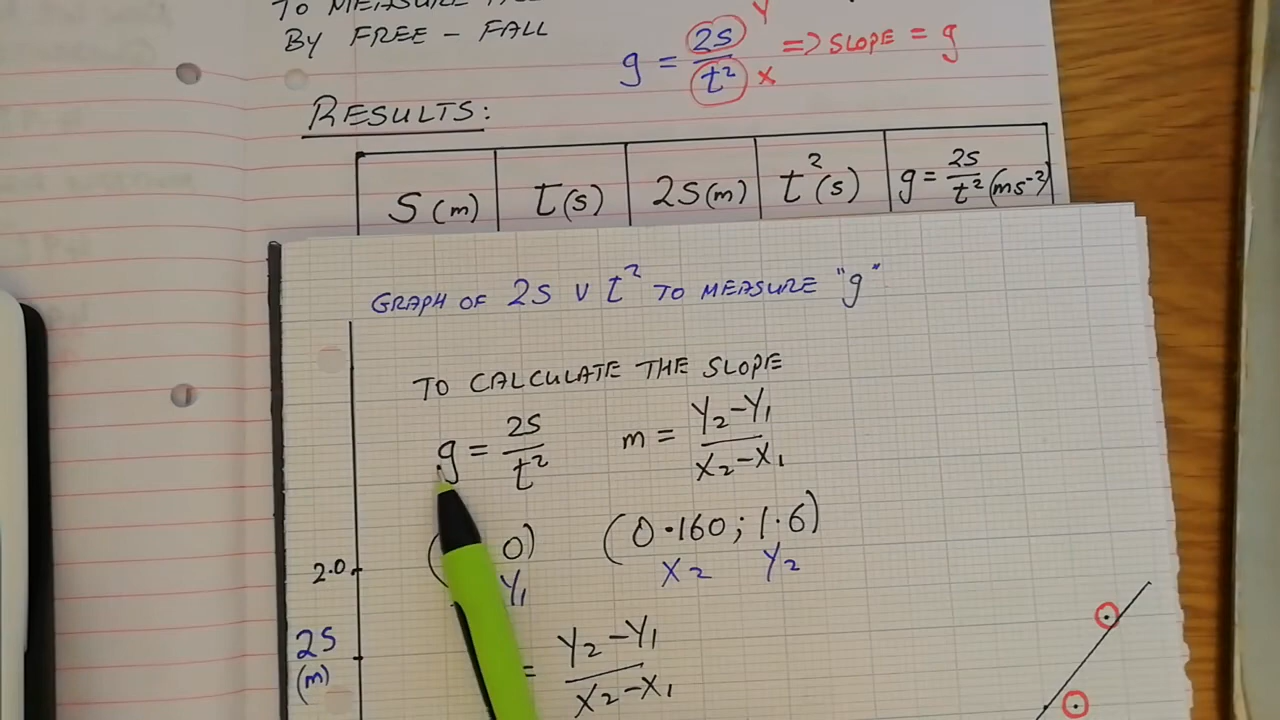 TO MEASURE
BY FREE - FALL
g = 2s/t² => SLOPE = g
Y
X
RESULTS:
S (m) t(s) 2S(m) t²(s) g = 2s/t² (ms⁻²)
GRAPH OF 2S V t² TO MEASURE "g"
TO CALCULATE THE SLOPE
g = 2S/t² m = Y₂-Y₁/X₂-X₁
( 0) (0.160; 1.6)
Y₁ X₂ Y₂
2.0
2S
(m)
= Y₂-Y₁/X₂-X₁